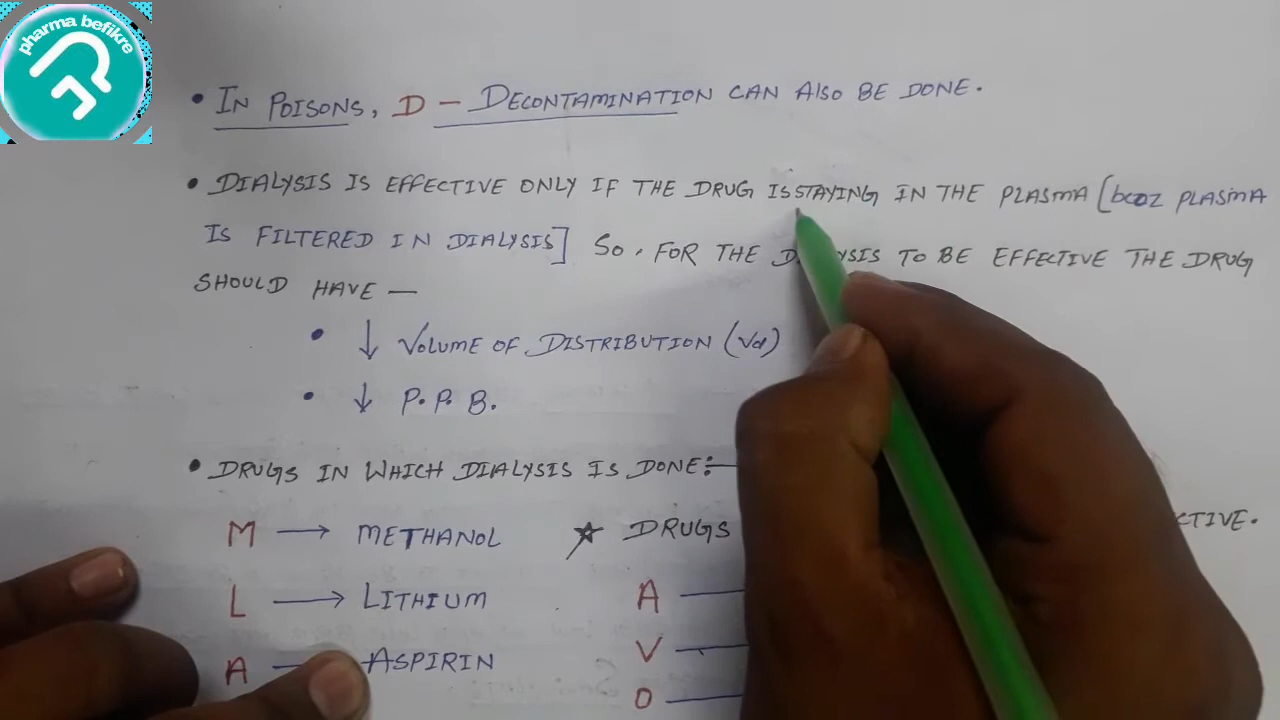 pharma befikre
• IN POISONS, D – DECONTAMINATION CAN ALSO BE DONE.
• DIALYSIS IS EFFECTIVE ONLY IF THE DRUG IS STAYING IN THE PLASMA [bcoz PLASMA
IS FILTERED IN DIALYSIS] SO, FOR THE D YSIS TO BE EFFECTIVE THE DRUG
SHOULD HAVE —
• ↓ VOLUME OF DISTRIBUTION (Vd)
• ↓ P.P.B.
• DRUGS IN WHICH DIALYSIS IS DONE:—
M → METHANOL
L → LITHIUM
A – ASPIRIN
☆ DRUGS CTIVE.
A —
V —
O —